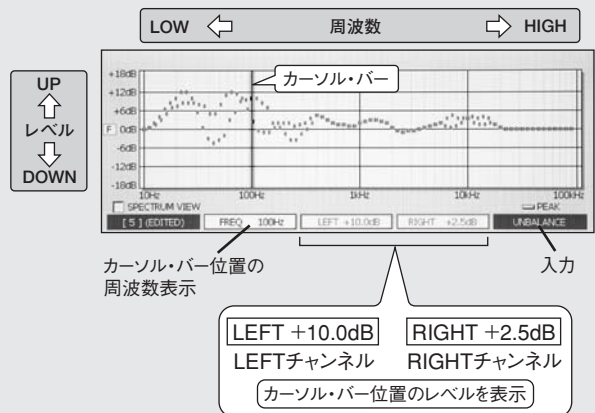 LOW 周波数 HIGH
UP
レベル
DOWN
+18dB
+12dB
+6dB
F 0dB
-6dB
-12dB
-18dB
カーソル・バー
10Hz 100Hz 1kHz 10kHz 100kHz
SPECTRUM VIEW PEAK
[ 5 ] (EDITED) FREQ 100Hz LEFT +10.0dB RIGHT +2.5dB UNBALANCE
カーソル・バー位置の
周波数表示
入力
LEFT +10.0dB RIGHT +2.5dB
LEFTチャンネル RIGHTチャンネル
カーソル・バー位置のレベルを表示